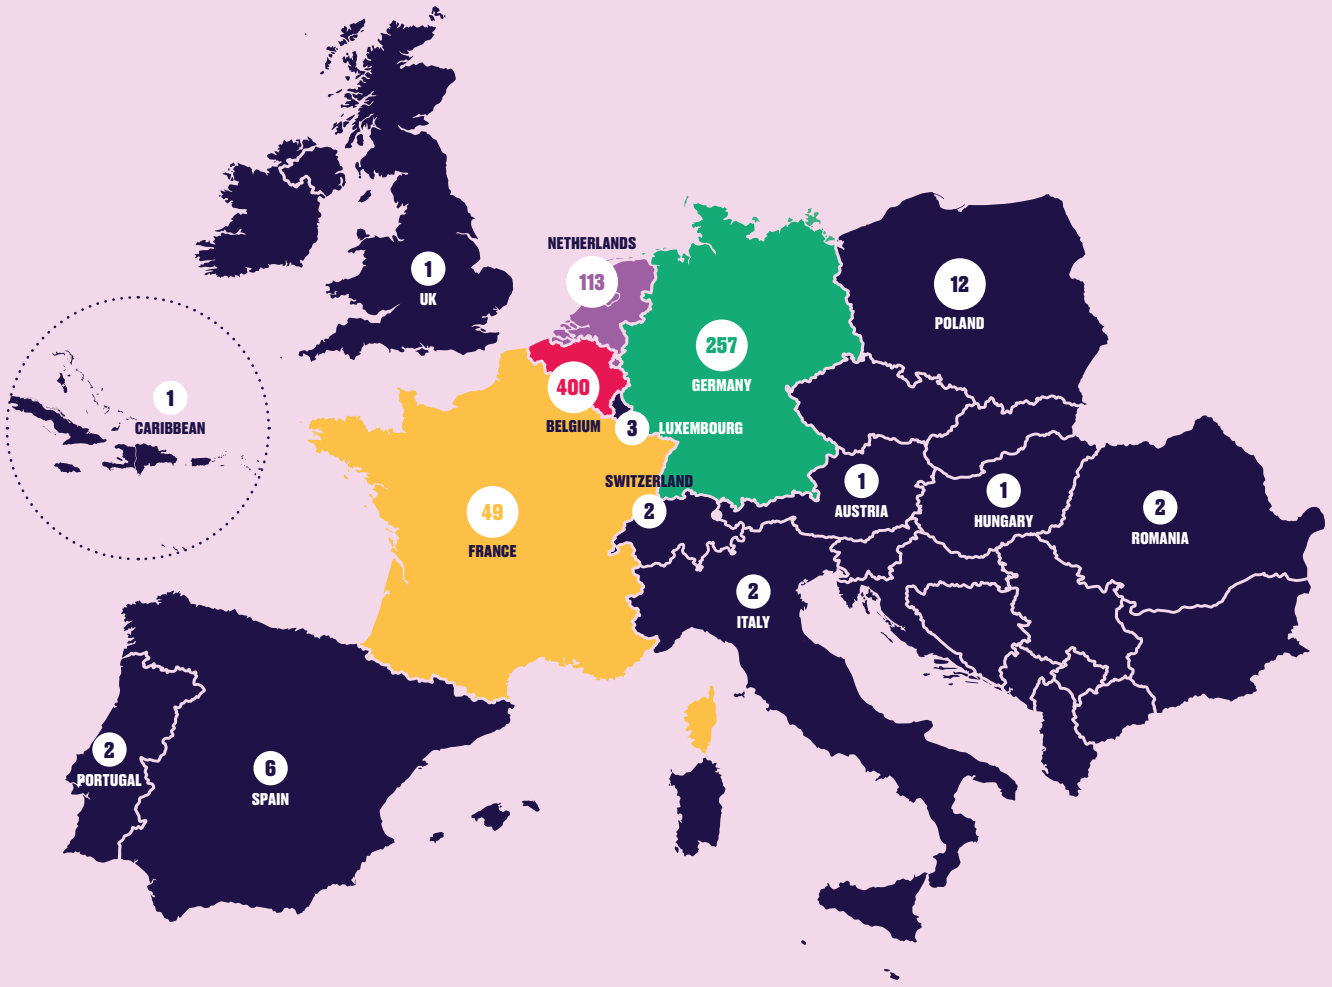 NETHERLANDS
113
1
UK
12
POLAND
257
GERMANY
400
BELGIUM
3
LUXEMBOURG
1
CARIBBEAN
SWITZERLAND
2
1
AUSTRIA
1
HUNGARY
2
ROMANIA
49
FRANCE
2
ITALY
2
PORTUGAL
6
SPAIN